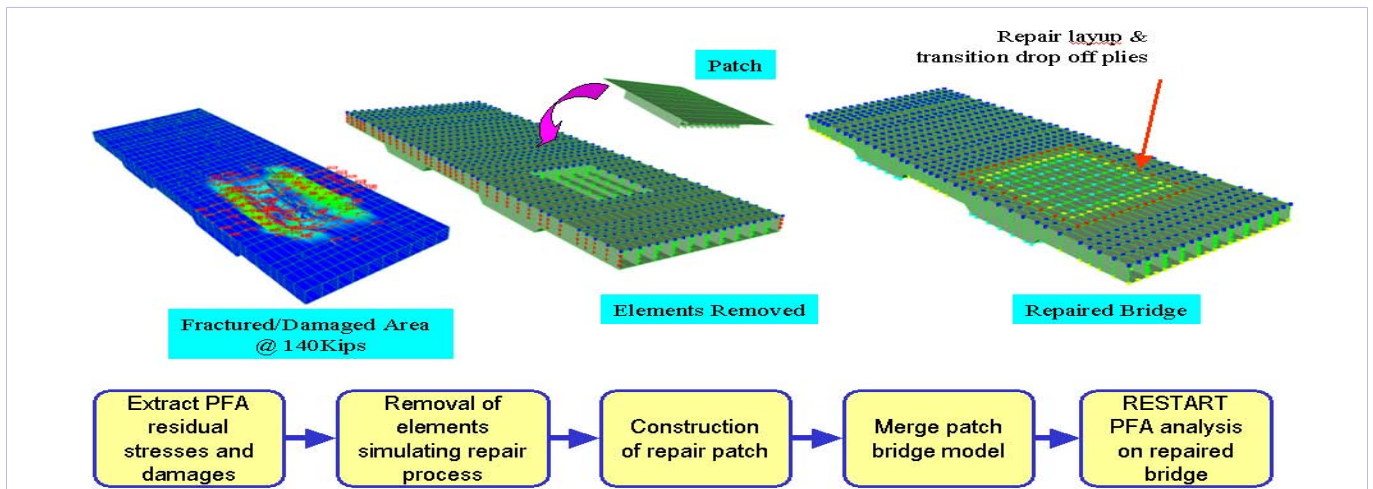 Repair layup &
transition drop off plies
Patch
Fractured/Damaged Area
@ 140Kips
Elements Removed
Repaired Bridge
Extract PFA
residual
stresses and
damages
Removal of
elements
simulating repair
process
Construction
of repair patch
Merge patch
bridge model
RESTART
PFA analysis
on repaired
bridge